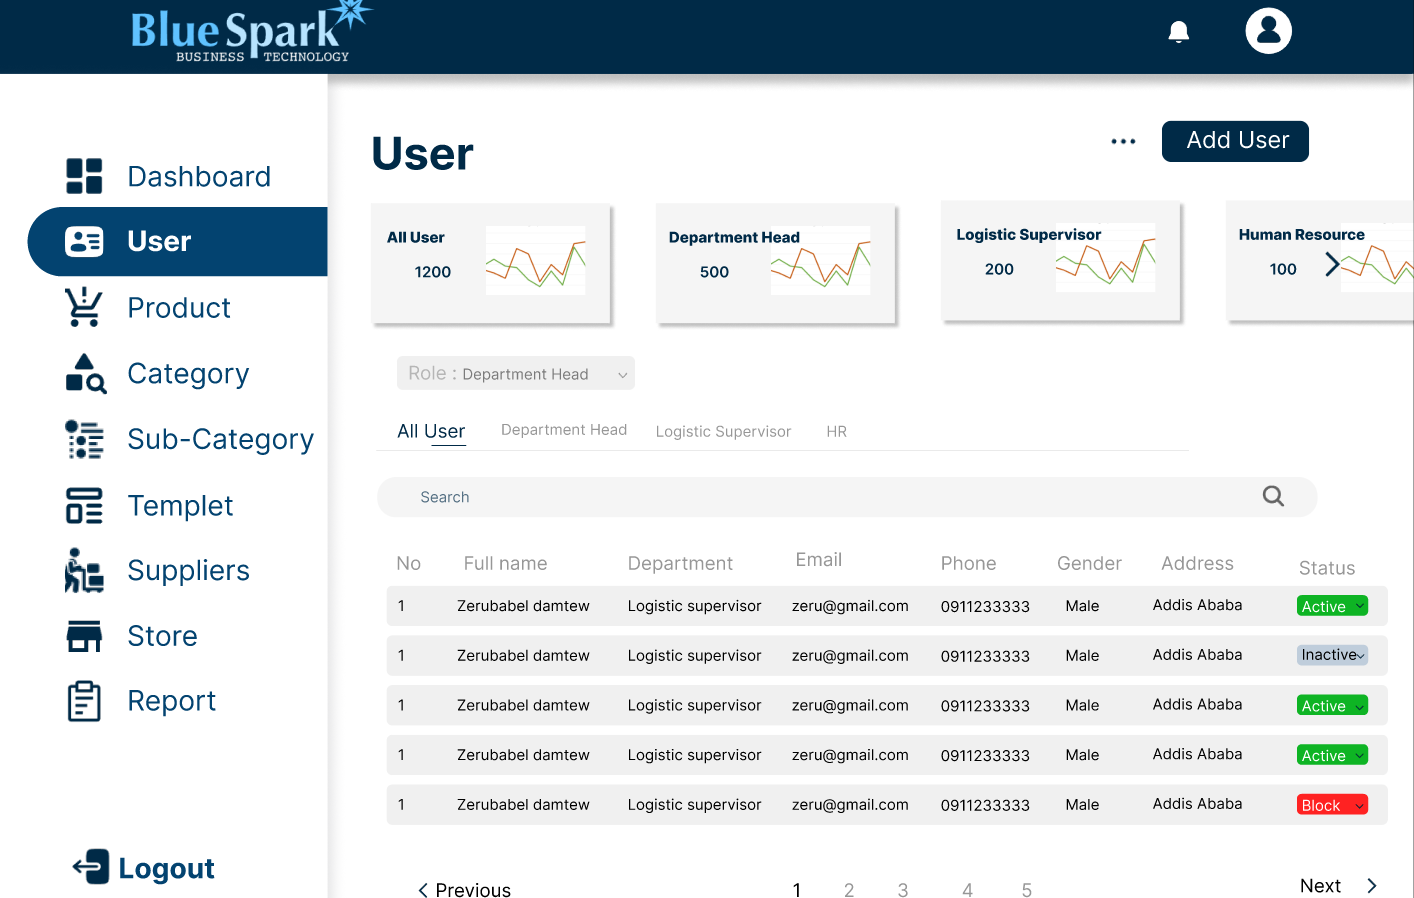 Blue Spark
BUSINESS TECHNOLOGY
Dashboard
User
Product
Category
Sub-Category
Templet
Suppliers
Store
Report
Logout
User
... Add User
All User
1200
Department Head
500
Logistic Supervisor
200
Human Resource
100
Role : Department Head
All User Department Head Logistic Supervisor HR
Search
No Full name Department Email Phone Gender Address Status
1 Zerubabel damtew Logistic supervisor zeru@gmail.com 0911233333 Male Addis Ababa Active
1 Zerubabel damtew Logistic supervisor zeru@gmail.com 0911233333 Male Addis Ababa Inactive
1 Zerubabel damtew Logistic supervisor zeru@gmail.com 0911233333 Male Addis Ababa Active
1 Zerubabel damtew Logistic supervisor zeru@gmail.com 0911233333 Male Addis Ababa Active
1 Zerubabel damtew Logistic supervisor zeru@gmail.com 0911233333 Male Addis Ababa Block
Previous 1 2 3 4 5 Next